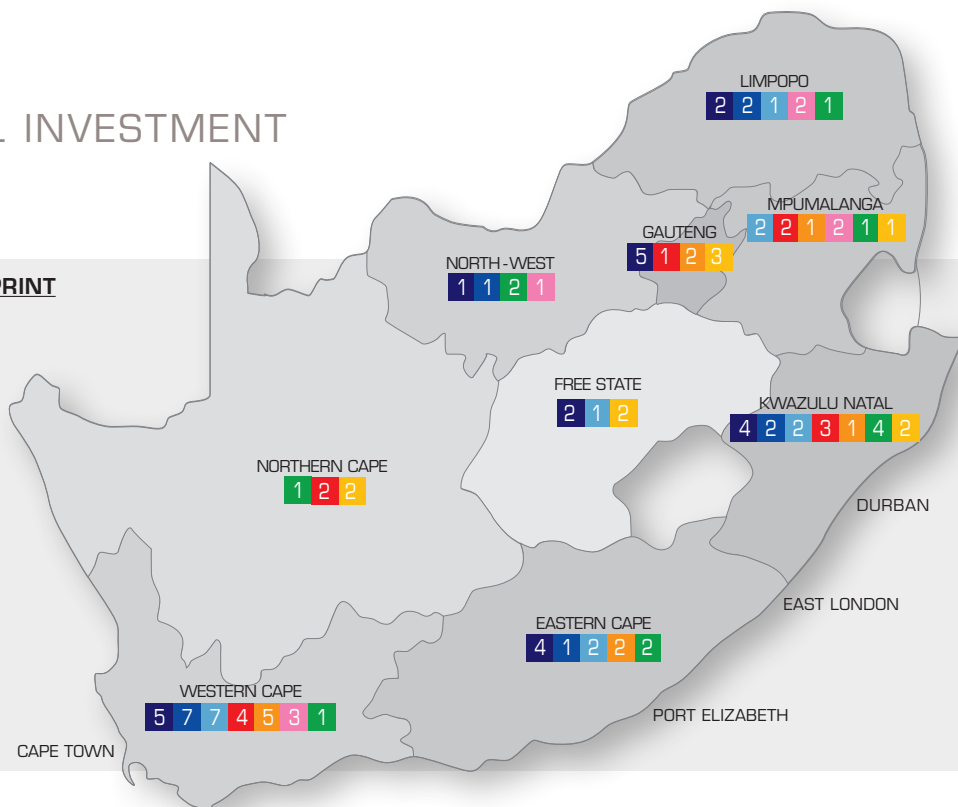 LIMPOPO
2 2 1 2 1
L INVESTMENT
MPUMALANGA
2 2 1 2 1 1
GAUTENG
5 1 2 3
NORTH-WEST
1 1 2 1
PRINT
FREE STATE
2 1 2
KWAZULU NATAL
4 2 2 3 1 4 2
NORTHERN CAPE
1 2 2
DURBAN
EAST LONDON
EASTERN CAPE
4 1 2 2 2
WESTERN CAPE
5 7 7 4 5 3 1
PORT ELIZABETH
CAPE TOWN